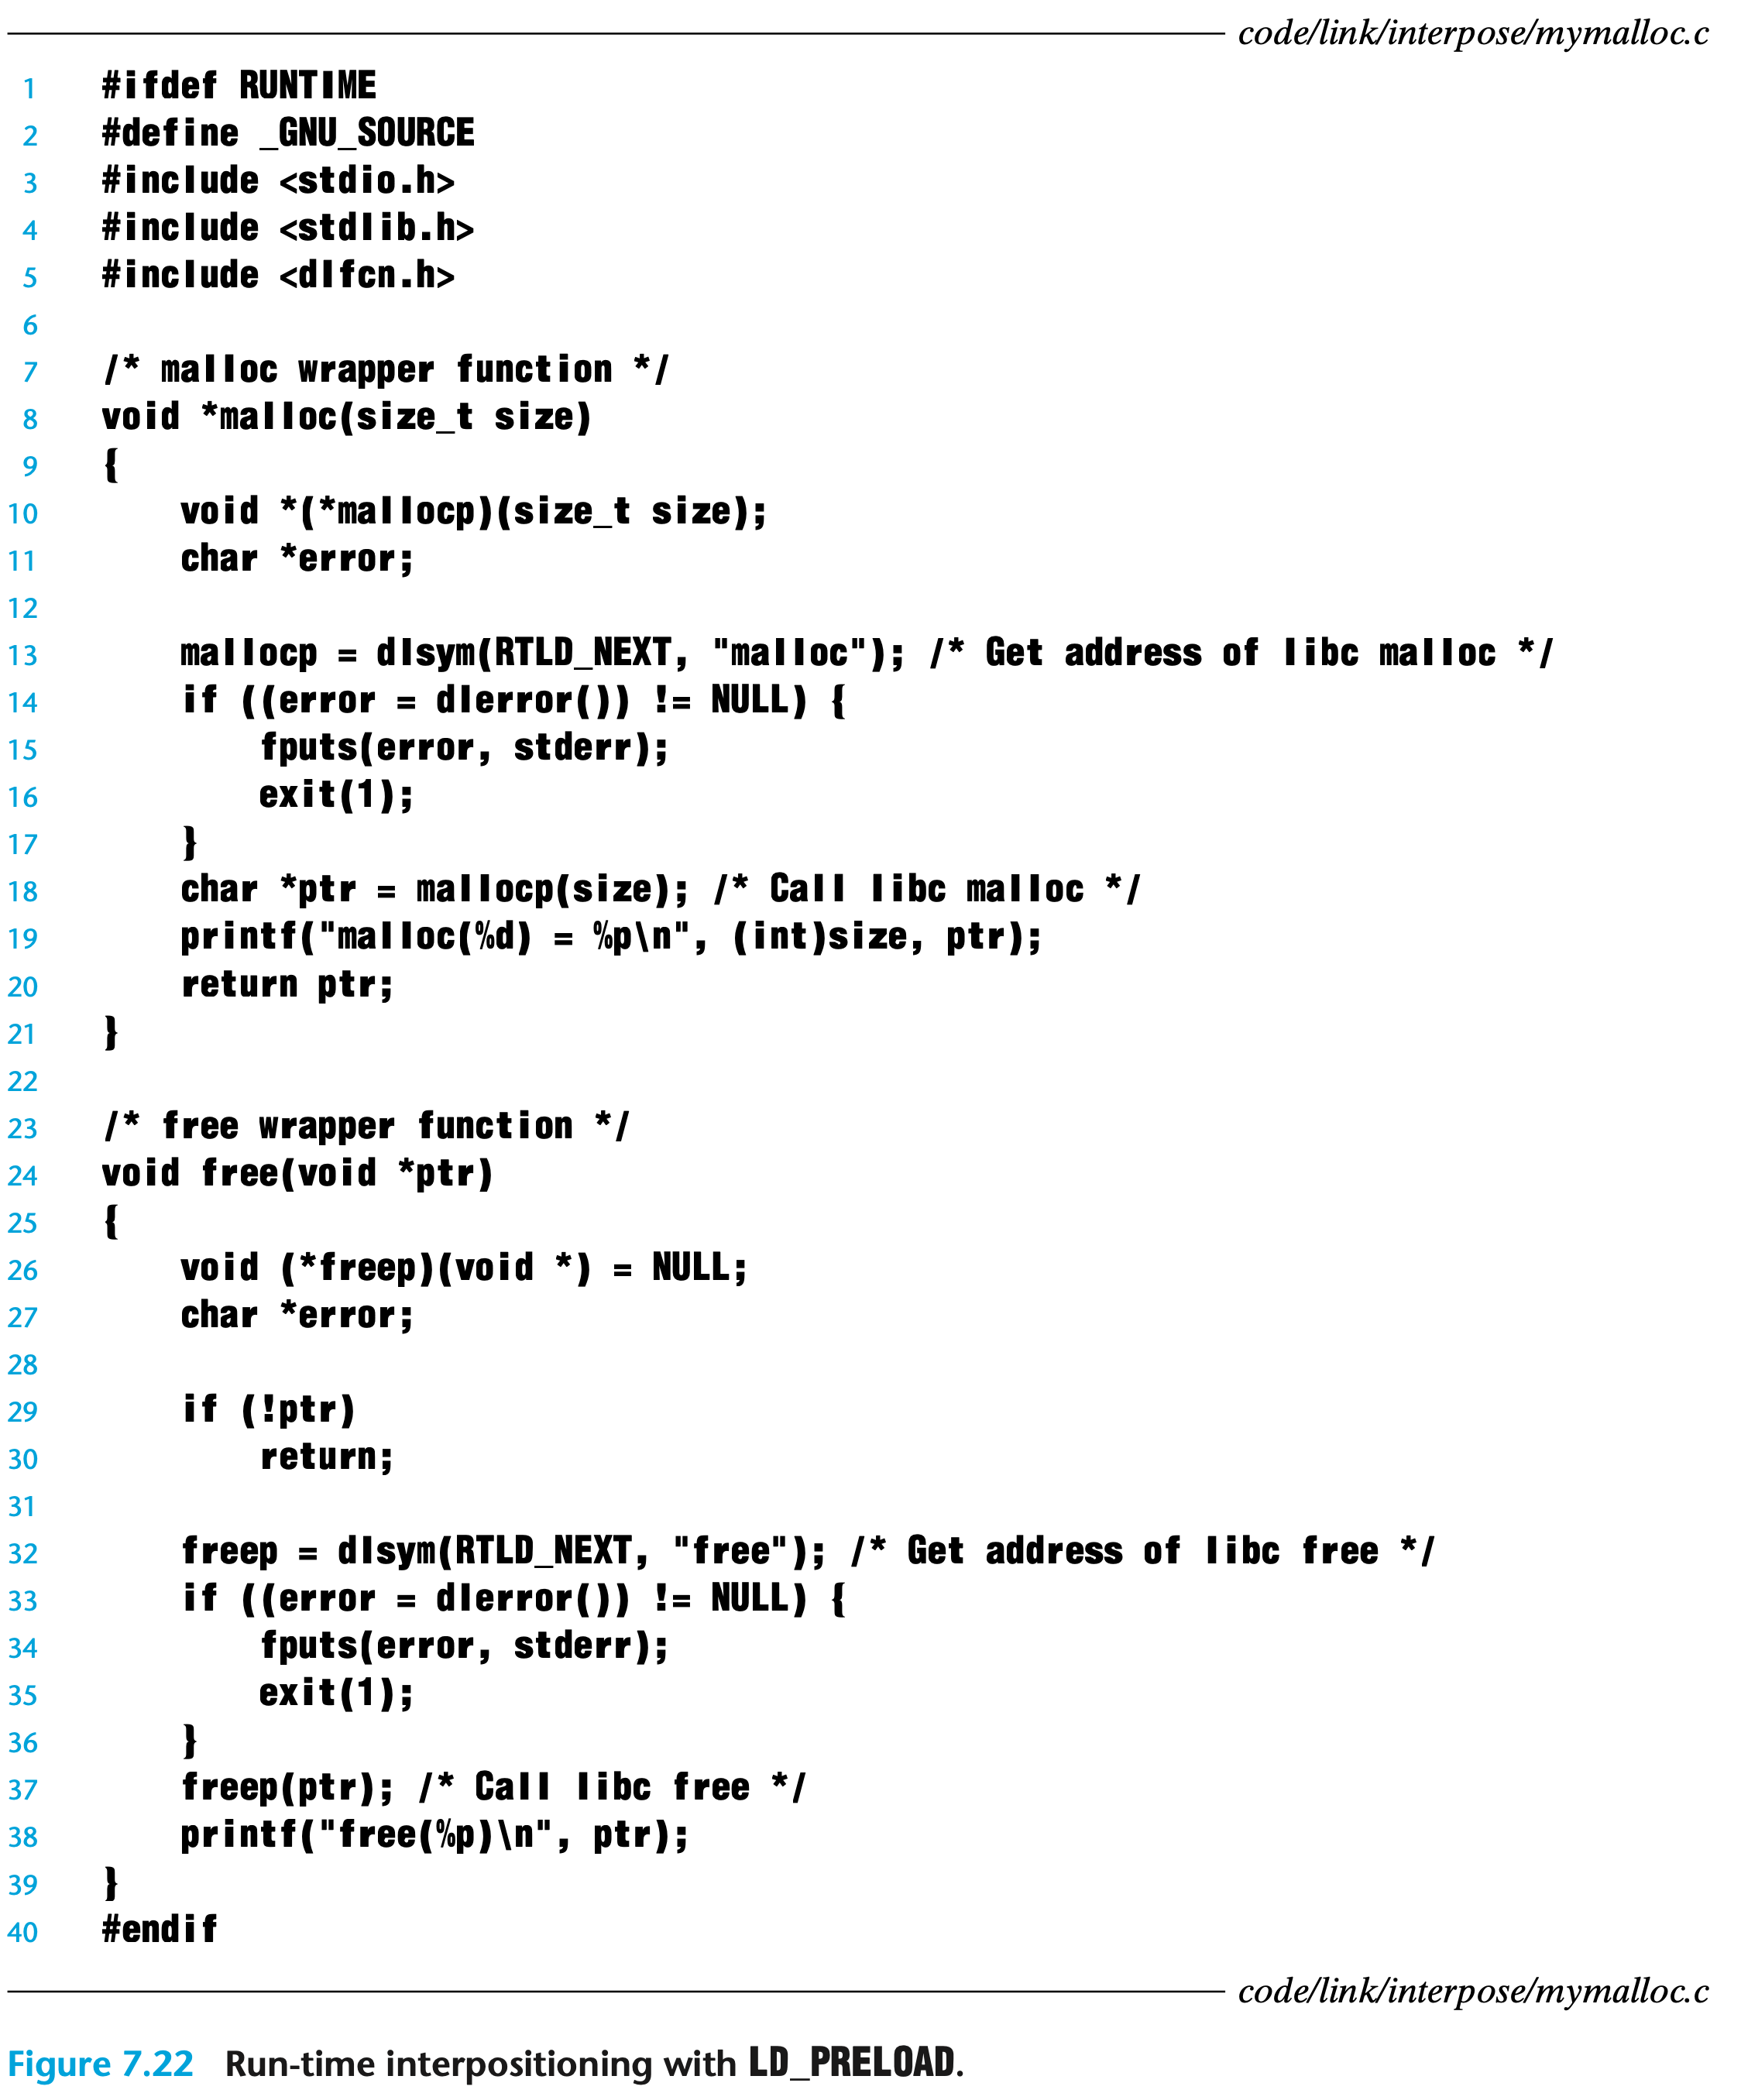 code/link/interpose/mymalloc.c
1 #ifdef RUNTIME
2 #define _GNU_SOURCE
3 #include <stdio.h>
4 #include <stdlib.h>
5 #include <dlfcn.h>
6
7 /* malloc wrapper function */
8 void *malloc(size_t size)
9 {
10     void *(*mallocp)(size_t size);
11     char *error;
12
13     mallocp = dlsym(RTLD_NEXT, "malloc"); /* Get address of libc malloc */
14     if ((error = dlerror()) != NULL) {
15         fputs(error, stderr);
16         exit(1);
17     }
18     char *ptr = mallocp(size); /* Call libc malloc */
19     printf("malloc(%d) = %p\n", (int)size, ptr);
20     return ptr;
21 }
22
23 /* free wrapper function */
24 void free(void *ptr)
25 {
26     void (*freep)(void *) = NULL;
27     char *error;
28
29     if (!ptr)
30         return;
31
32     freep = dlsym(RTLD_NEXT, "free"); /* Get address of libc free */
33     if ((error = dlerror()) != NULL) {
34         fputs(error, stderr);
35         exit(1);
36     }
37     freep(ptr); /* Call libc free */
38     printf("free(%p)\n", ptr);
39 }
40 #endif
code/link/interpose/mymalloc.c
Figure 7.22 Run-time interpositioning with LD_PRELOAD.